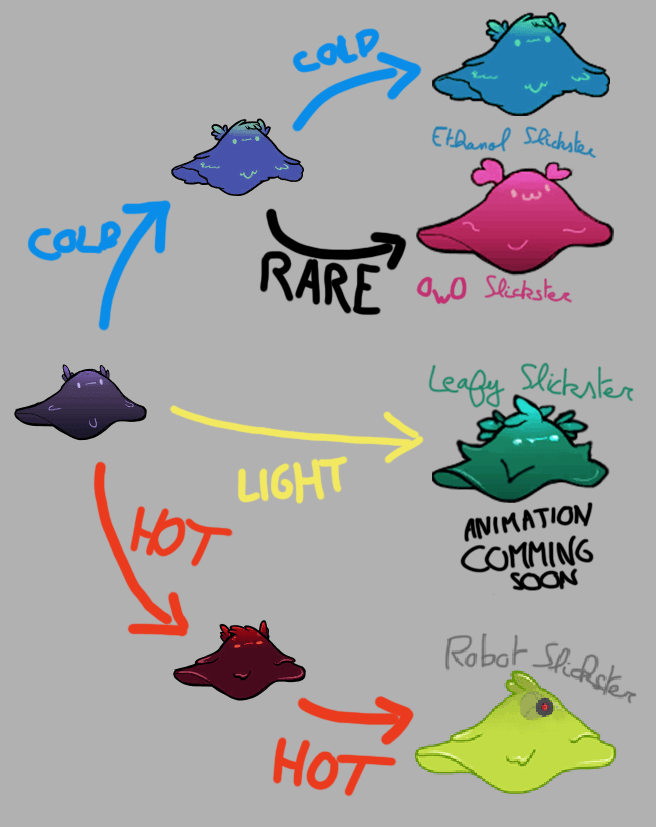 COLD
Ethanol Slickster
COLD
RARE
OwO Slickster
Leafy Slickster
LIGHT
ANIMATION
COMMING
SOON
HOT
Robot Slickster
HOT